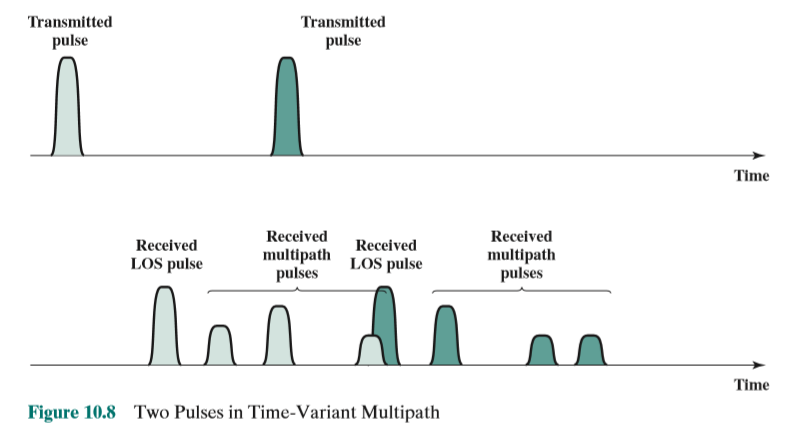 Transmitted
pulse
Transmitted
pulse
Time
Received
LOS pulse
Received
multipath
pulses
Received
LOS pulse
Received
multipath
pulses
Time
Figure 10.8 Two Pulses in Time-Variant Multipath